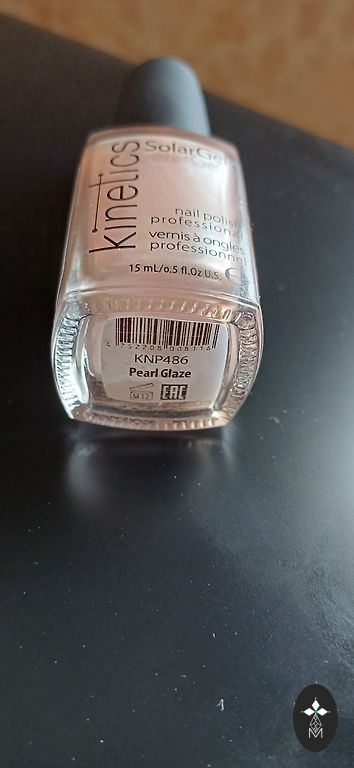 kinetics
SolarGel
nail polish
professional
vernis à ongles
professionnel
15 mL/0.5 fl.Oz U.S.
KNP486
Pearl Glaze
M12
EAC
M